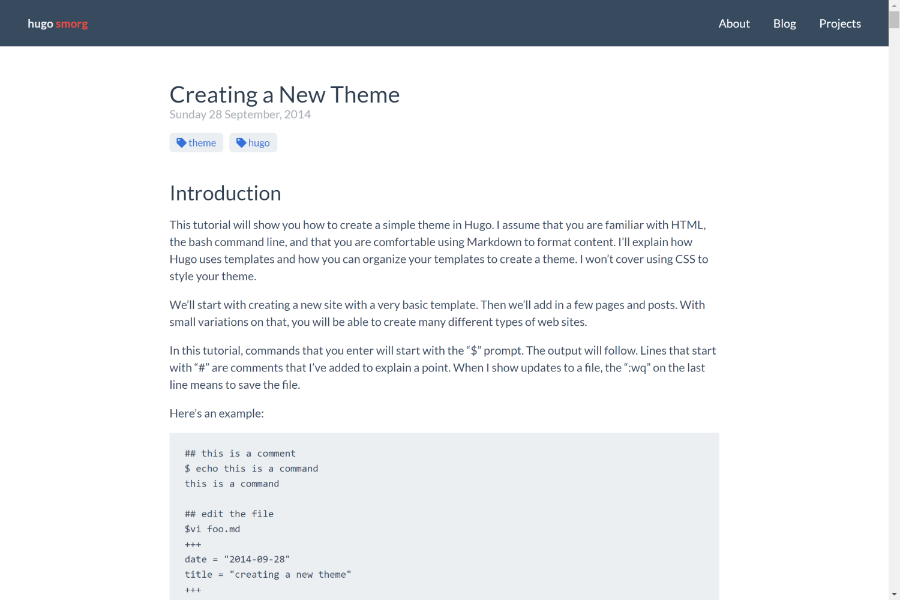 hugo smorg
About Blog Projects
Creating a New Theme
Sunday 28 September, 2014
theme hugo
Introduction
This tutorial will show you how to create a simple theme in Hugo. I assume that you are familiar with HTML,
the bash command line, and that you are comfortable using Markdown to format content. I’ll explain how
Hugo uses templates and how you can organize your templates to create a theme. I won’t cover using CSS to
style your theme.
We’ll start with creating a new site with a very basic template. Then we’ll add in a few pages and posts. With
small variations on that, you will be able to create many different types of web sites.
In this tutorial, commands that you enter will start with the “$” prompt. The output will follow. Lines that start
with “#” are comments that I’ve added to explain a point. When I show updates to a file, the “:wq” on the last
line means to save the file.
Here’s an example:
## this is a comment
$ echo this is a command
this is a command
## edit the file
$vi foo.md
+++
date = "2014-09-28"
title = "creating a new theme"
+++